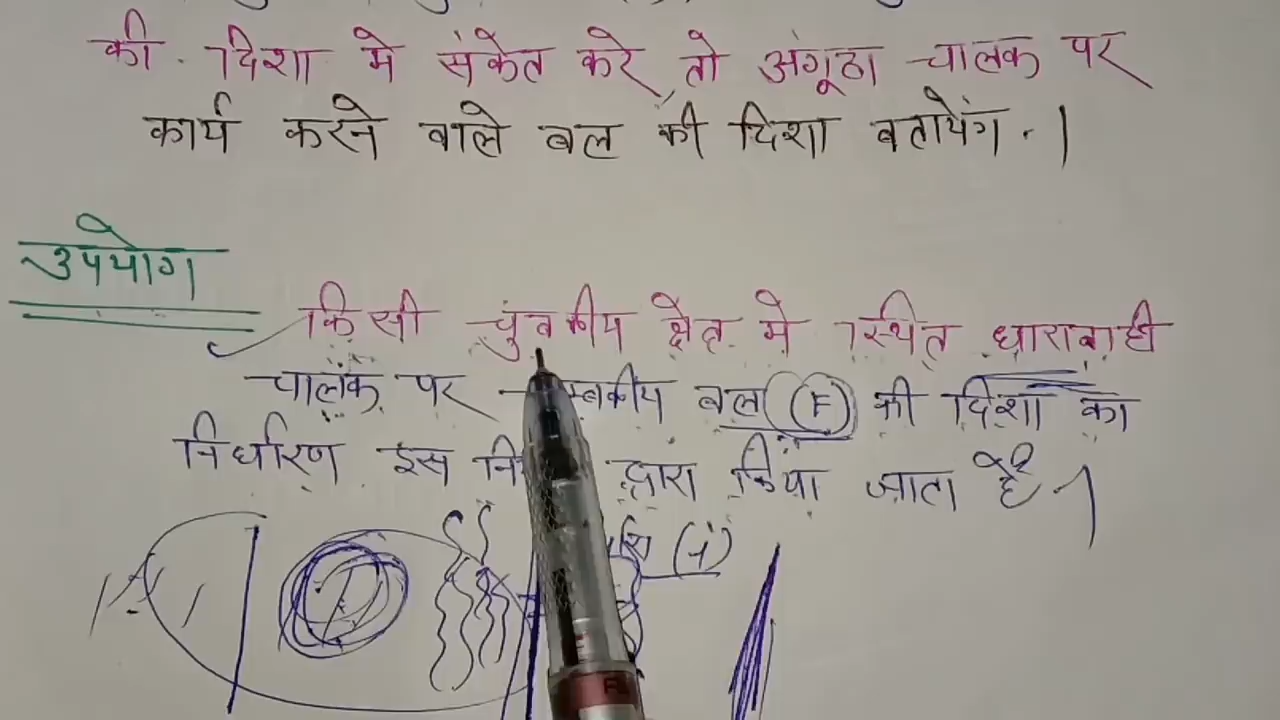 की दिशा मे संकेत करे, तो अंगूठा चालक पर
कार्य करने वाले बल की दिशा बतायेंग ।
उपयोग
किसी चुंबकीय क्षेत्र मे स्थित धारावाही
चालक पर बल (F) की दिशा का
निर्धारण इस द्वारा किया जाता है ।
(i)